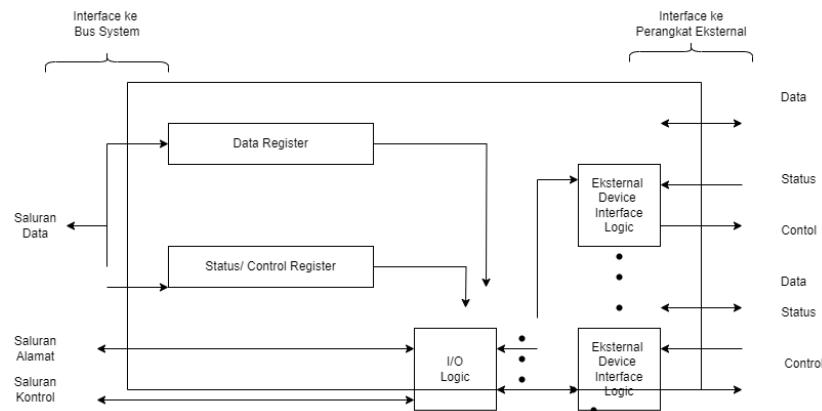 Interface ke
Bus System
Interface ke
Perangkat Eksternal
Data
Data Register
Eksternal
Device
Interface
Logic
Status
Saluran
Data
Contol
Status/ Control Register
Data
Status
Saluran
Alamat
I/O
Logic
Eksternal
Device
Interface
Logic
Control
Saluran
Kontrol